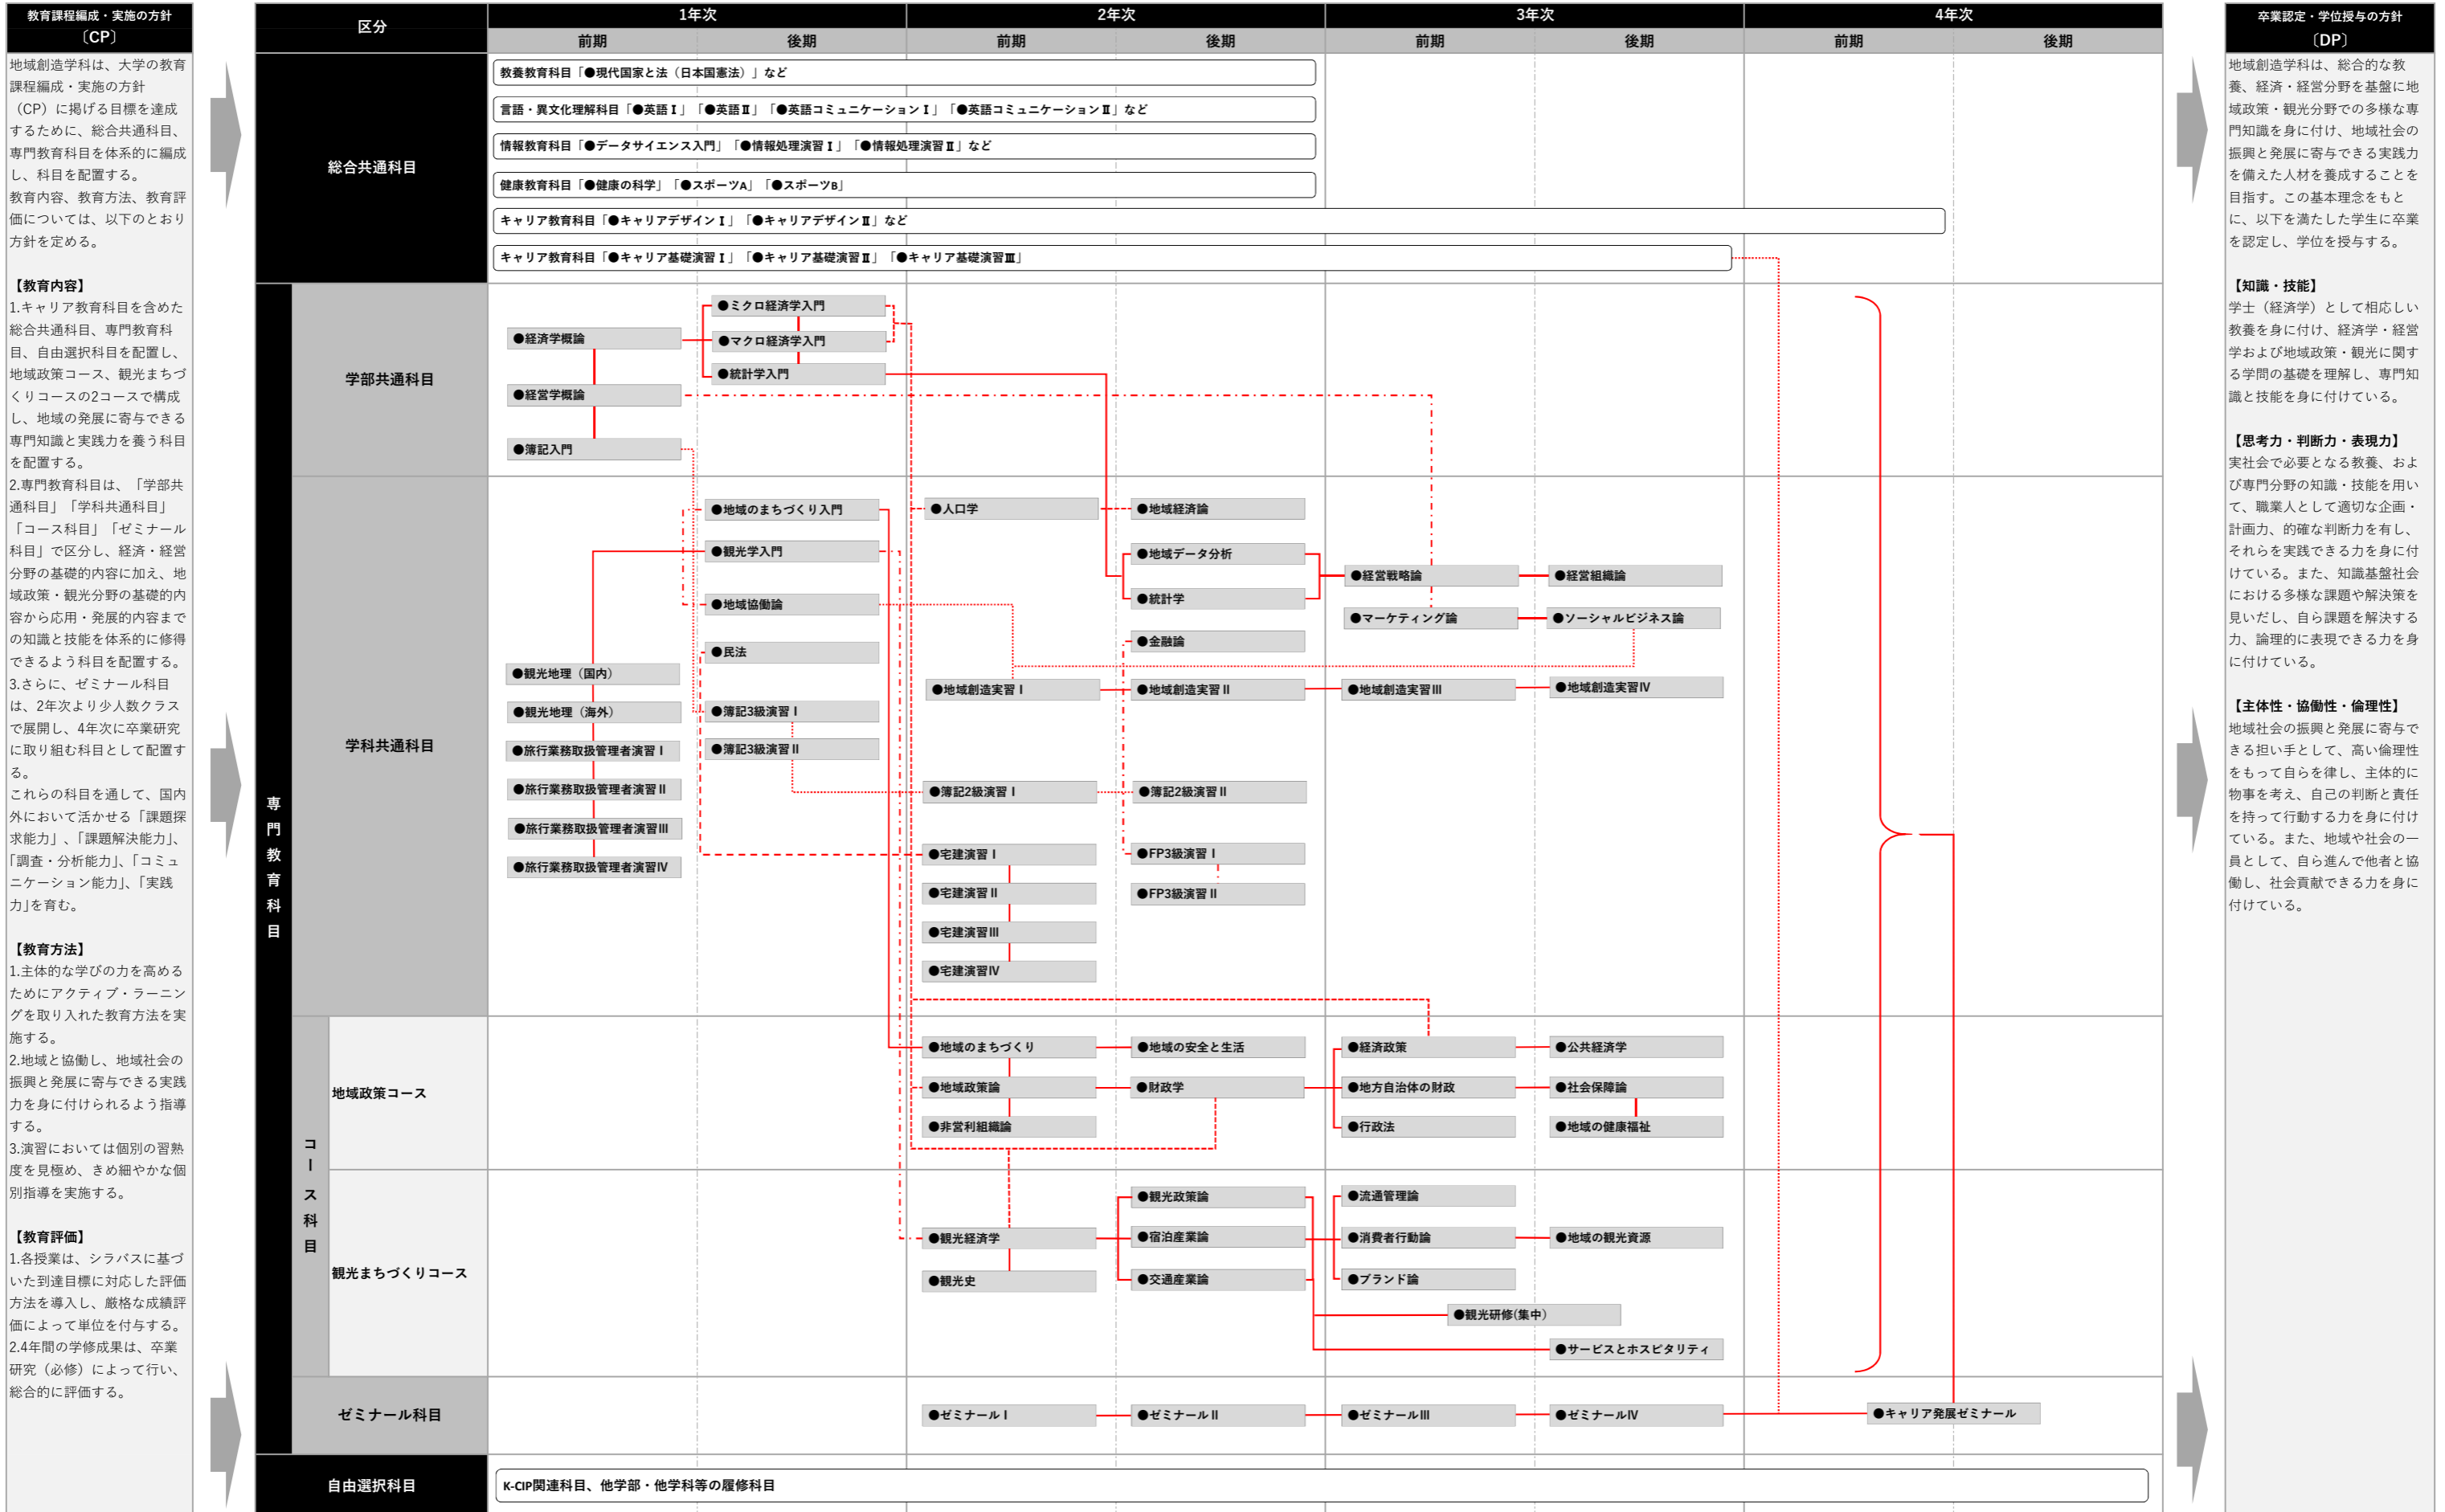 教育課程編成・実施の方針
〔CP〕
地域創造学科は、大学の教育
課程編成・実施の方針
（CP）に掲げる目標を達成
するために、総合共通科目、
専門教育科目を体系的に編成
し、科目を配置する。
教育内容、教育方法、教育評
価については、以下のとおり
方針を定める。
【教育内容】
1.キャリア教育科目を含めた
総合共通科目、専門教育科
目、自由選択科目を配置し、
地域政策コース、観光まちづ
くりコースの2コースで構成
し、地域の発展に寄与できる
専門知識と実践力を養う科目
を配置する。
2.専門教育科目は、「学部共
通科目」「学科共通科目」
「コース科目」「ゼミナール
科目」で区分し、経済・経営
分野の基礎的内容に加え、地
域政策・観光分野の基礎的内
容から応用・発展的内容まで
の知識と技能を体系的に修得
できるよう科目を配置する。
3.さらに、ゼミナール科目
は、2年次より少人数クラス
で展開し、4年次に卒業研究
に取り組む科目として配置す
る。
これらの科目を通して、国内
外において活かせる「課題探
求能力」、「課題解決能力」、
「調査・分析能力」、「コミュ
ニケーション能力」、「実践
力」を育む。
【教育方法】
1.主体的な学びの力を高める
ためにアクティブ・ラーニン
グを取り入れた教育方法を実
施する。
2.地域と協働し、地域社会の
振興と発展に寄与できる実践
力を身に付けられるよう指導
する。
3.演習においては個別の習熟
度を見極め、きめ細やかな個
別指導を実施する。
【教育評価】
1.各授業は、シラバスに基づ
いた到達目標に対応した評価
方法を導入し、厳格な成績評
価によって単位を付与する。
2.4年間の学修成果は、卒業
研究（必修）によって行い、
総合的に評価する。
区分
1年次 2年次 3年次 4年次
前期 後期 前期 後期 前期 後期 前期 後期
総合共通科目
教養教育科目「●現代国家と法（日本国憲法）」など
言語・異文化理解科目「●英語Ⅰ」「●英語Ⅱ」「●英語コミュニケーションⅠ」「●英語コミュニケーションⅡ」など
情報教育科目「●データサイエンス入門」「●情報処理演習Ⅰ」「●情報処理演習Ⅱ」など
健康教育科目「●健康の科学」「●スポーツA」「●スポーツB」
キャリア教育科目「●キャリアデザインⅠ」「●キャリアデザインⅡ」など
キャリア教育科目「●キャリア基礎演習Ⅰ」「●キャリア基礎演習Ⅱ」「●キャリア基礎演習Ⅲ」
専門教育科目
学部共通科目
●経済学概論
●経営学概論
●簿記入門
●ミクロ経済学入門
●マクロ経済学入門
●統計学入門
学科共通科目
●観光地理（国内）
●観光地理（海外）
●旅行業務取扱管理者演習Ⅰ
●旅行業務取扱管理者演習Ⅱ
●旅行業務取扱管理者演習Ⅲ
●旅行業務取扱管理者演習Ⅳ
●地域のまちづくり入門
●観光学入門
●地域協働論
●民法
●簿記3級演習Ⅰ
●簿記3級演習Ⅱ
●人口学
●地域創造実習Ⅰ
●簿記2級演習Ⅰ
●宅建演習Ⅰ
●宅建演習Ⅱ
●宅建演習Ⅲ
●宅建演習Ⅳ
●地域経済論
●地域データ分析
●統計学
●金融論
●地域創造実習Ⅱ
●簿記2級演習Ⅱ
●FP3級演習Ⅰ
●FP3級演習Ⅱ
●経営戦略論
●マーケティング論
●地域創造実習Ⅲ
●経営組織論
●ソーシャルビジネス論
●地域創造実習Ⅳ
コース科目
地域政策コース
●地域のまちづくり
●地域政策論
●非営利組織論
●地域の安全と生活
●財政学
●経済政策
●地方自治体の財政
●行政法
●公共経済学
●社会保障論
●地域の健康福祉
観光まちづくりコース
●観光経済学
●観光史
●観光政策論
●宿泊産業論
●交通産業論
●流通管理論
●消費者行動論
●ブランド論
●地域の観光資源
●観光研修(集中）
●サービスとホスピタリティ
ゼミナール科目
●ゼミナールⅠ
●ゼミナールⅡ
●ゼミナールⅢ
●ゼミナールⅣ
●キャリア発展ゼミナール
自由選択科目
K-CIP関連科目、他学部・他学科等の履修科目
卒業認定・学位授与の方針
〔DP〕
地域創造学科は、総合的な教
養、経済・経営分野を基盤に地
域政策・観光分野での多様な専
門知識を身に付け、地域社会の
振興と発展に寄与できる実践力
を備えた人材を養成することを
目指す。この基本理念をもと
に、以下を満たした学生に卒業
を認定し、学位を授与する。
【知識・技能】
学士（経済学）として相応しい
教養を身に付け、経済学・経営
学および地域政策・観光に関す
る学問の基礎を理解し、専門知
識と技能を身に付けている。
【思考力・判断力・表現力】
実社会で必要となる教養、およ
び専門分野の知識・技能を用い
て、職業人として適切な企画・
計画力、的確な判断力を有し、
それらを実践できる力を身に付
けている。また、知識基盤社会
における多様な課題や解決策を
見いだし、自ら課題を解決する
力、論理的に表現できる力を身
に付けている。
【主体性・協働性・倫理性】
地域社会の振興と発展に寄与で
きる担い手として、高い倫理性
をもって自らを律し、主体的に
物事を考え、自己の判断と責任
を持って行動する力を身に付け
ている。また、地域や社会の一
員として、自ら進んで他者と協
働し、社会貢献できる力を身に
付けている。